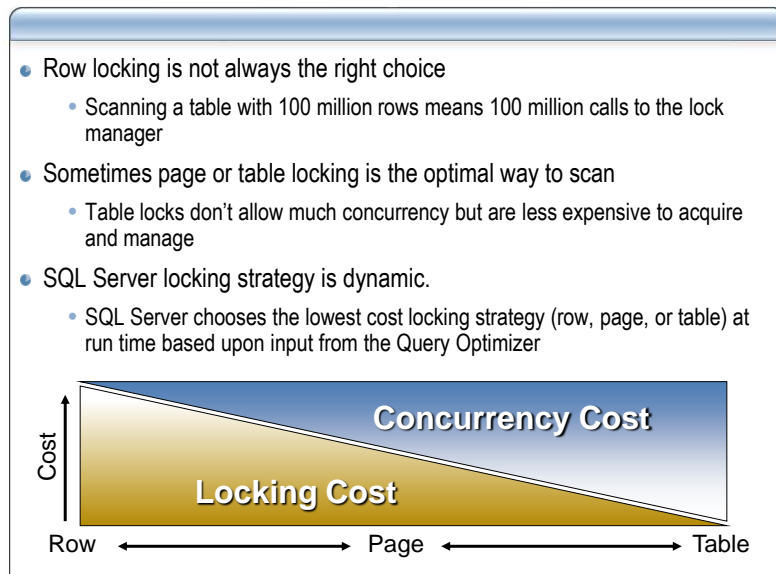 Row locking is not always the right choice
Scanning a table with 100 million rows means 100 million calls to the lock
manager
Sometimes page or table locking is the optimal way to scan
Table locks don't allow much concurrency but are less expensive to acquire
and manage
SQL Server locking strategy is dynamic.
SQL Server chooses the lowest cost locking strategy (row, page, or table) at
run time based upon input from the Query Optimizer
Concurrency Cost
Cost
Locking Cost
Row
Page
Table